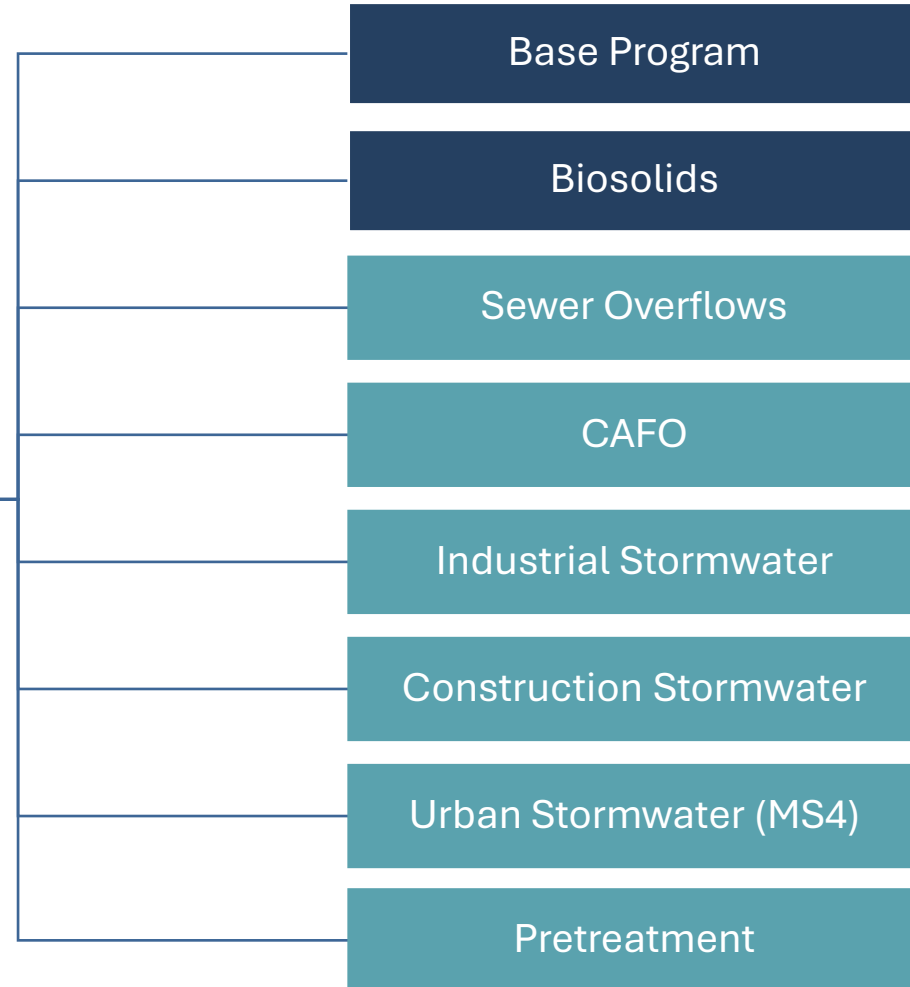 Base Program
Biosolids
Sewer Overflows
CAFO
Industrial Stormwater
Construction Stormwater
Urban Stormwater (MS4)
Pretreatment